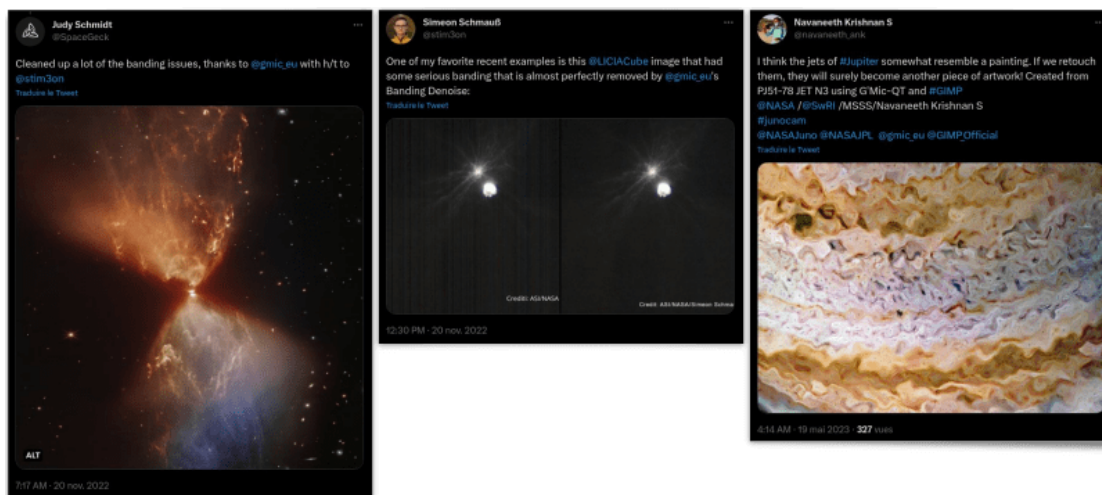 Judy Schmidt
@SpaceGeck
Cleaned up a lot of the banding issues, thanks to @gmic_eu with h/t to
@stim3on
Traduire le Tweet
ALT
7:17 AM · 20 nov. 2022
Simeon Schmauß
@stim3on
One of my favorite recent examples is this @LICIACube image that had
some serious banding that is almost perfectly removed by @gmic_eu's
Banding Denoise:
Traduire le Tweet
Credit: ASI/NASA
Credit: ASI/NASA/Simeon Schma
12:30 PM · 20 nov. 2022
Navaneeth Krishnan S
@navaneeth_ank
I think the jets of #Jupiter somewhat resemble a painting. If we retouch
them, they will surely become another piece of artwork! Created from
PJ51-78 JET N3 using G'Mic-QT and #GIMP
@NASA /@SwRI /MSSS/Navaneeth Krishnan S
#junocam
@NASAJuno @NASAJPL @gmic_eu @GIMP_Official
Traduire le Tweet
4:14 AM · 19 mai 2023 · 327 vues